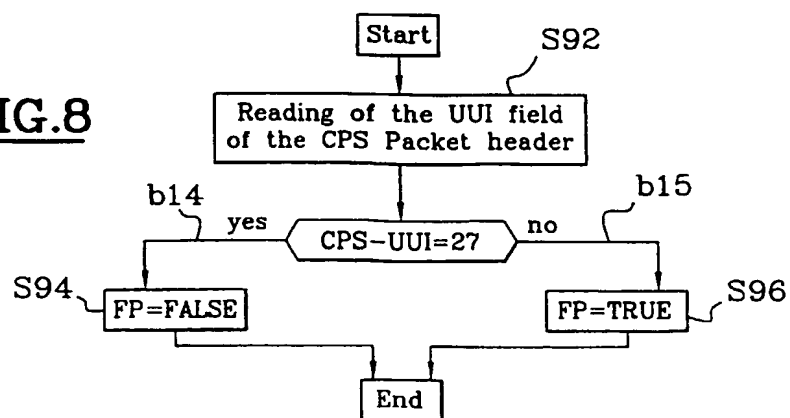 Start
S92
IG.8
Reading of the UUI field
of the CPS Packet header
b14
yes
CPS-UUI=27
no
b15
S94
FP=FALSE
FP=TRUE
S96
End